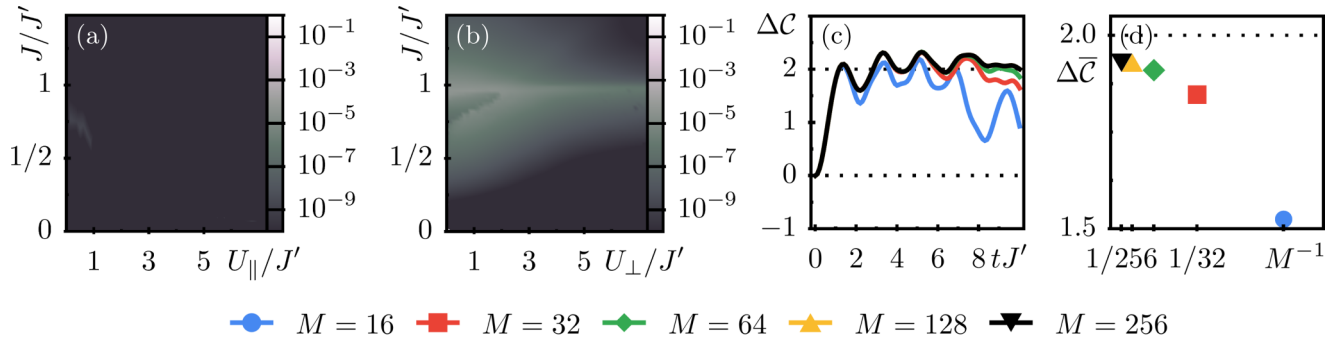 (a)
J/J′
1
1/2
0
1 3 5 U∥/J′
10⁻¹
10⁻³
10⁻⁵
10⁻⁷
10⁻⁹
(b)
J/J′
1
1/2
0
1 3 5 U⊥/J′
10⁻¹
10⁻³
10⁻⁵
10⁻⁷
10⁻⁹
ΔC
(c)
2
0
−1
0 2 4 6 8 tJ′
2.0
(d)
ΔC̅
1.5
1/256 1/32 M⁻¹
M = 16 M = 32 M = 64 M = 128 M = 256